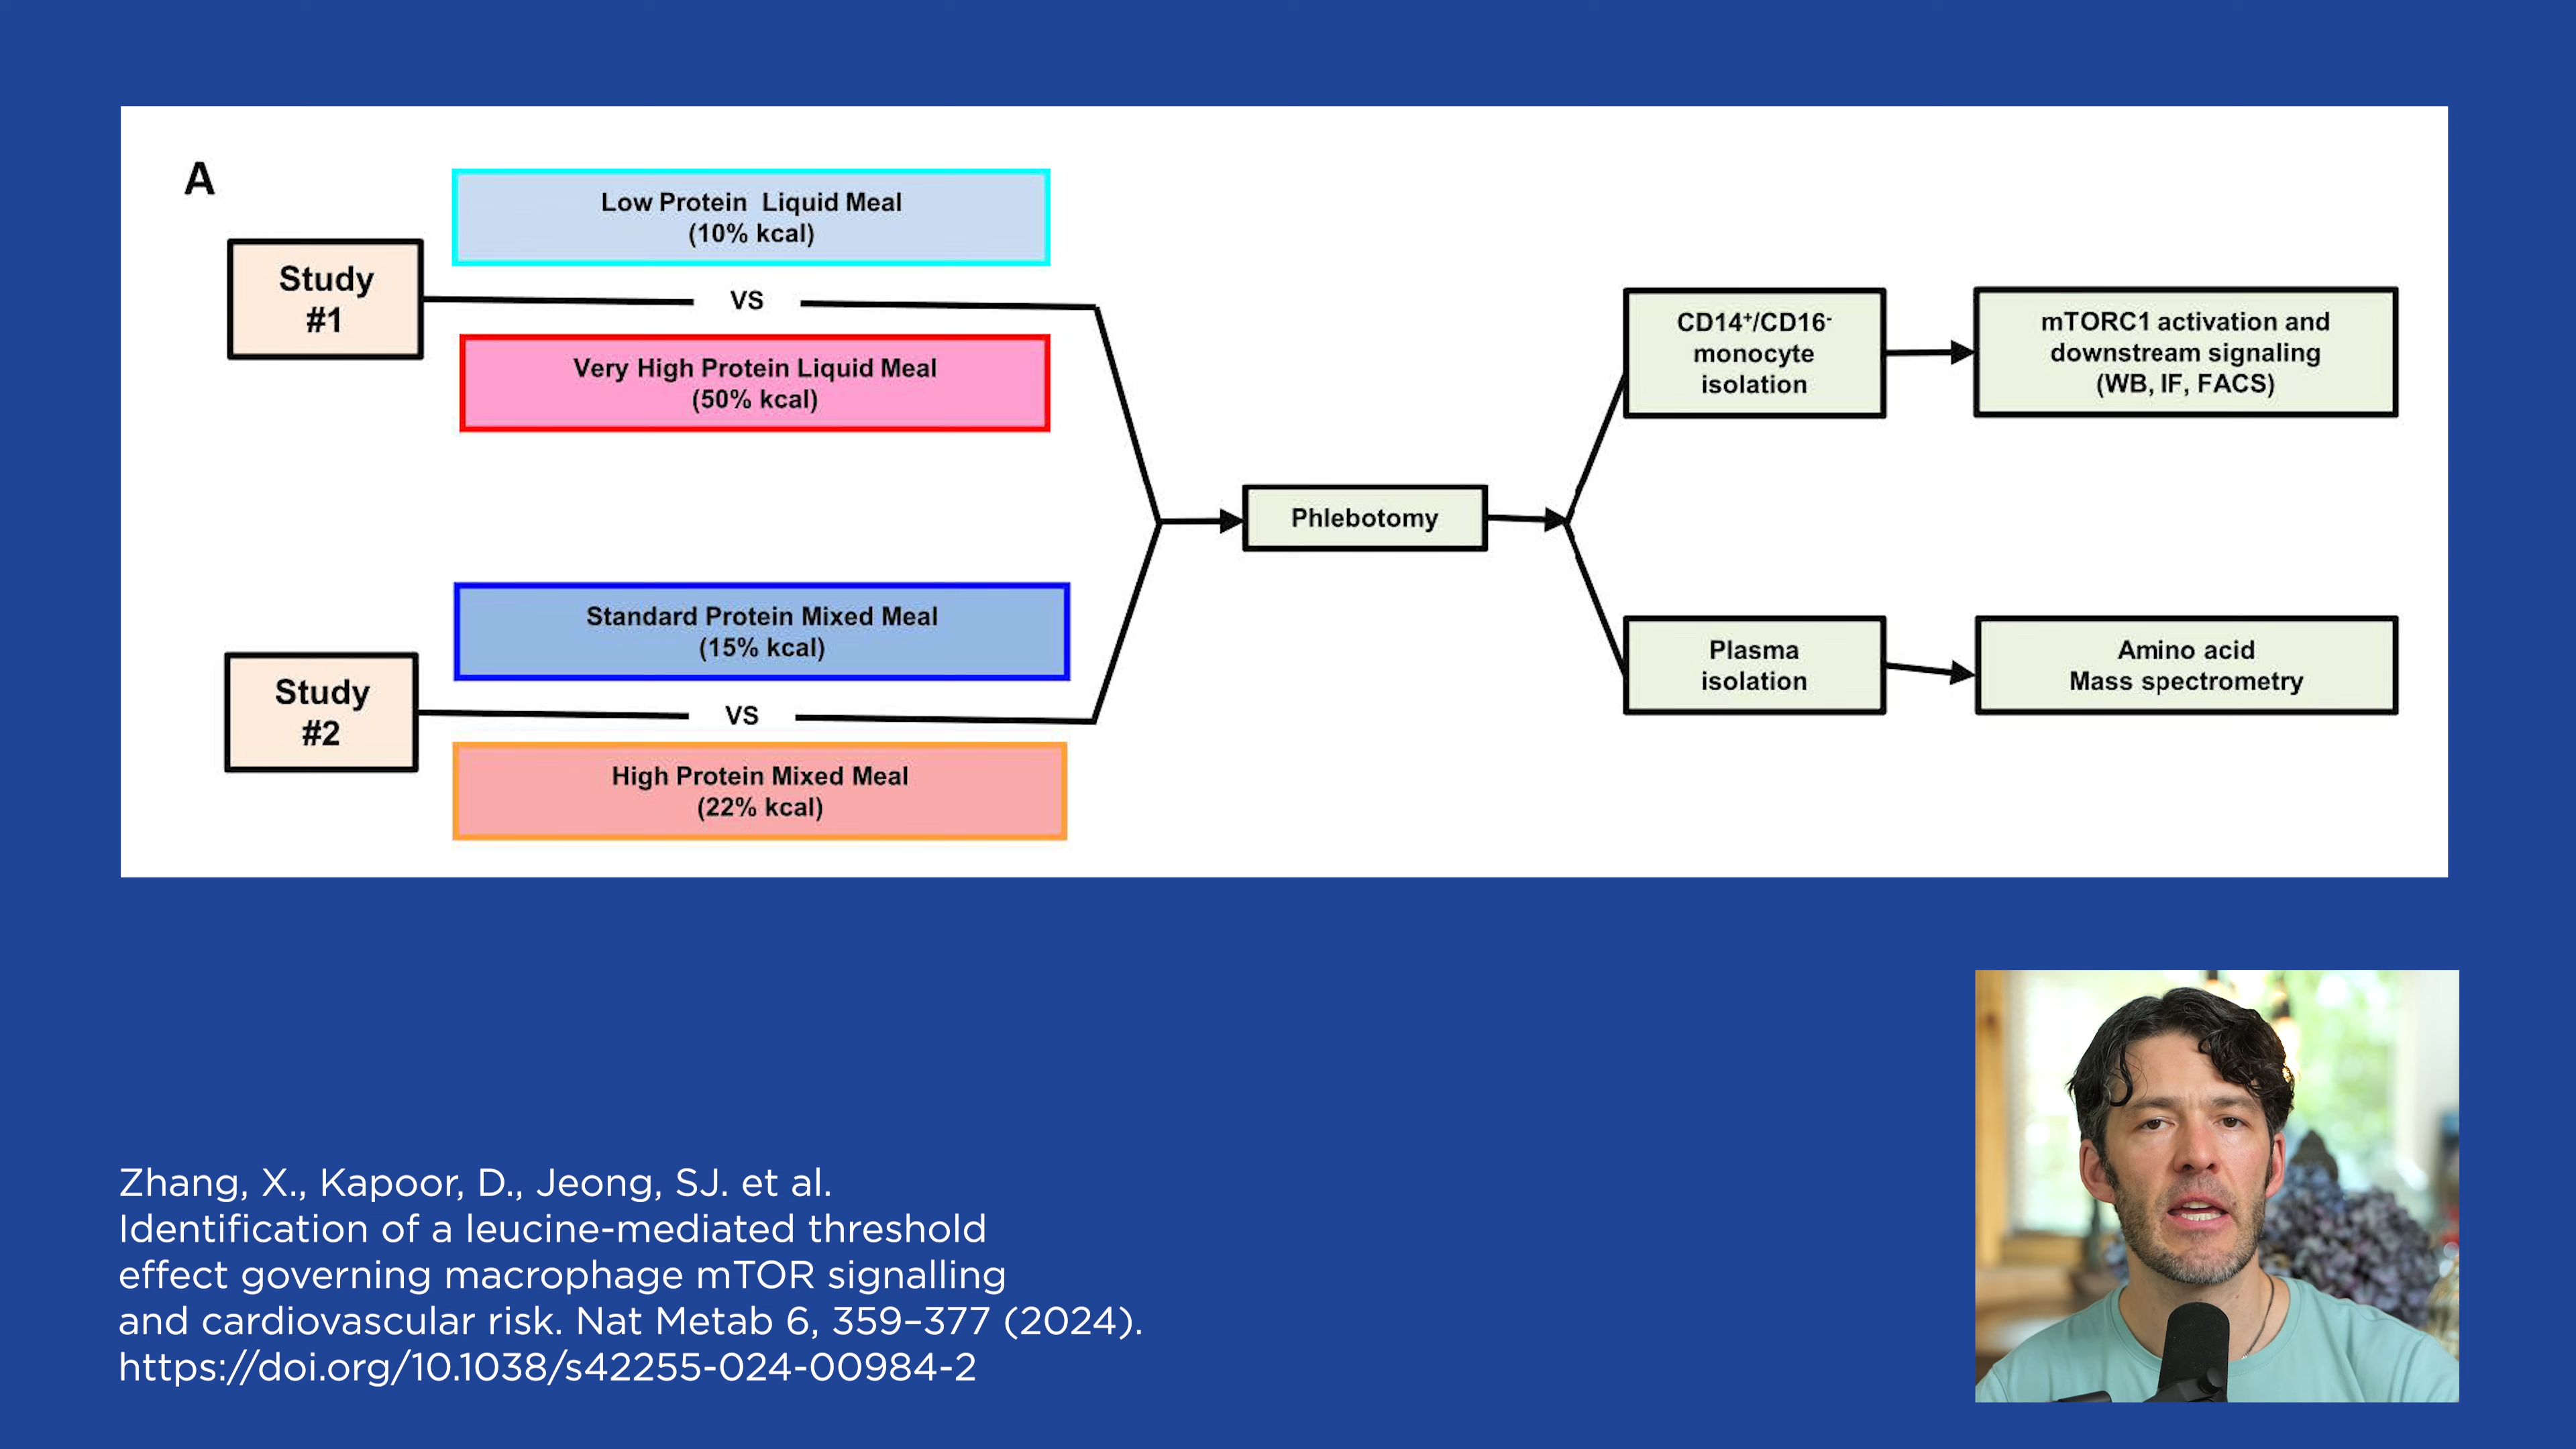 A
Low Protein  Liquid Meal
(10% kcal)
Study
#1
VS
Very High Protein Liquid Meal
(50% kcal)
Standard Protein Mixed Meal
(15% kcal)
Study
#2
VS
High Protein Mixed Meal
(22% kcal)
Phlebotomy
CD14⁺/CD16⁻
monocyte
isolation
mTORC1 activation and
downstream signaling
(WB, IF, FACS)
Plasma
isolation
Amino acid
Mass spectrometry
Zhang, X., Kapoor, D., Jeong, SJ. et al.
Identification of a leucine-mediated threshold
effect governing macrophage mTOR signalling
and cardiovascular risk. Nat Metab 6, 359–377 (2024).
https://doi.org/10.1038/s42255-024-00984-2